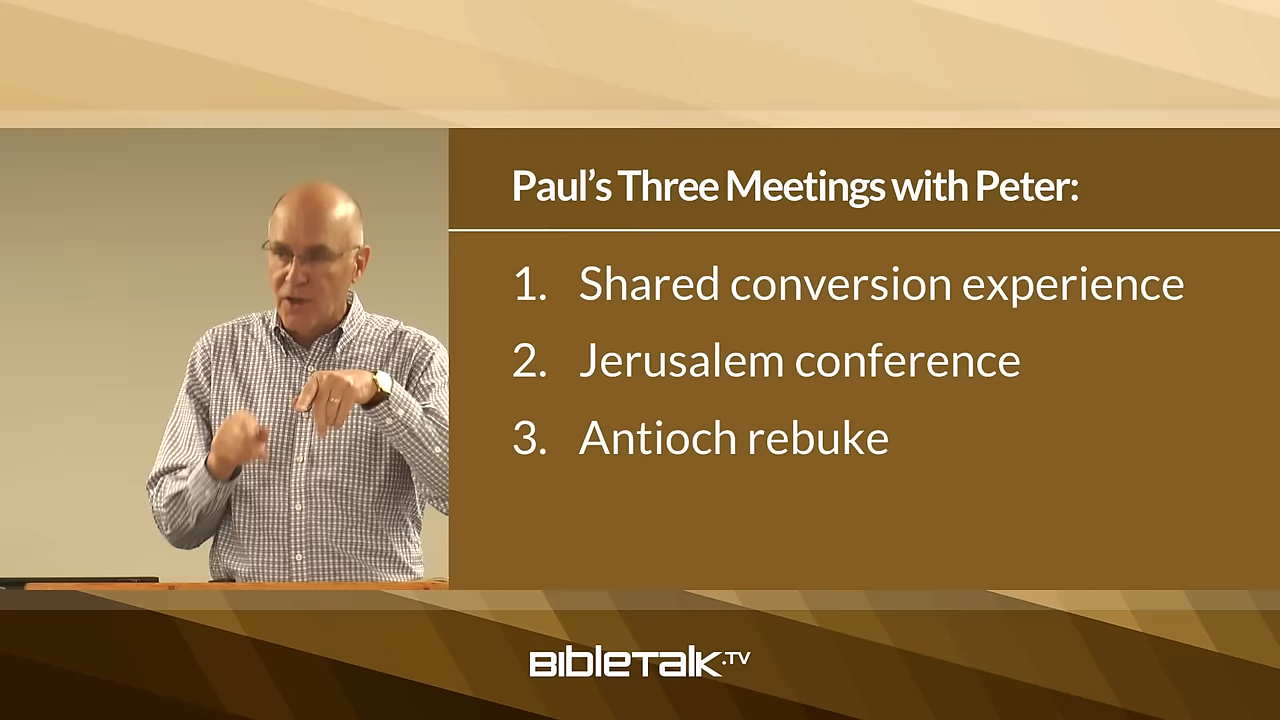 Paul’s Three Meetings with Peter:
1. Shared conversion experience
2. Jerusalem conference
3. Antioch rebuke
BIBLETALK.TV